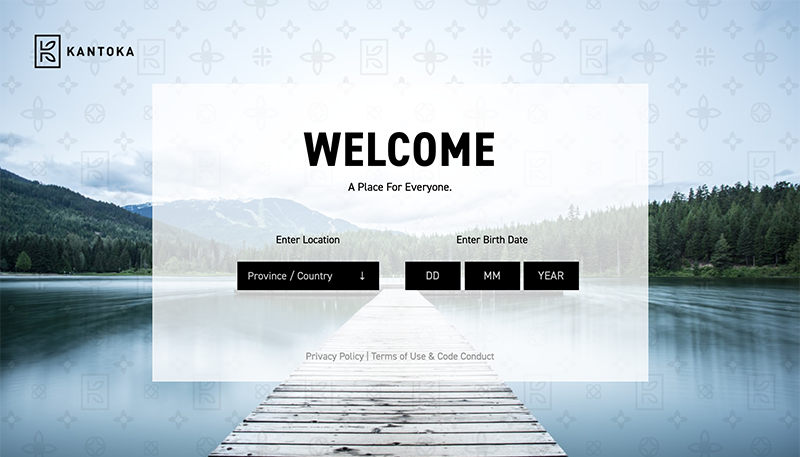 KANTOKA
WELCOME
A Place For Everyone.
Enter Location
Enter Birth Date
Province / Country ↓
DD
MM
YEAR
Privacy Policy | Terms of Use & Code Conduct